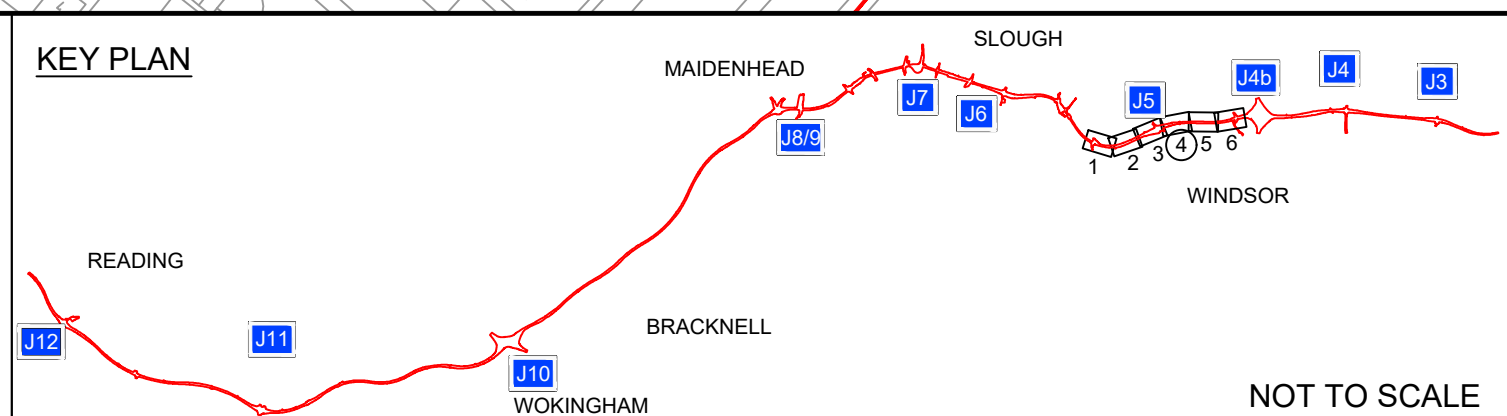 KEY PLAN
SLOUGH
MAIDENHEAD
J8/9
J7
J6
J5
J4b
J4
J3
1
2
3
4
5
6
WINDSOR
READING
J12
J11
BRACKNELL
J10
WOKINGHAM
NOT TO SCALE